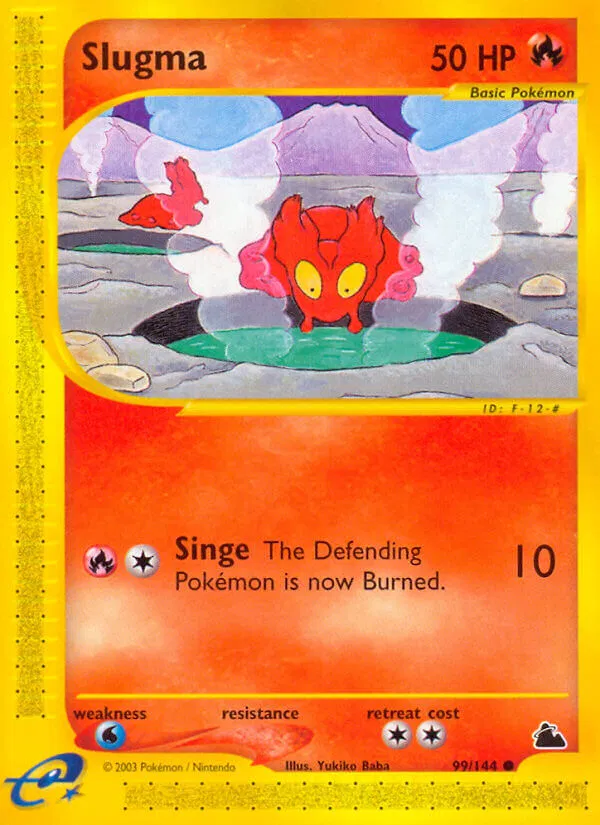 Slugma
50 HP
Basic Pokémon
ID: F-12-#
Singe The Defending
Pokémon is now Burned.
10
weakness
resistance
retreat cost
© 2003 Pokémon / Nintendo
Illus. Yukiko Baba
99/144
e